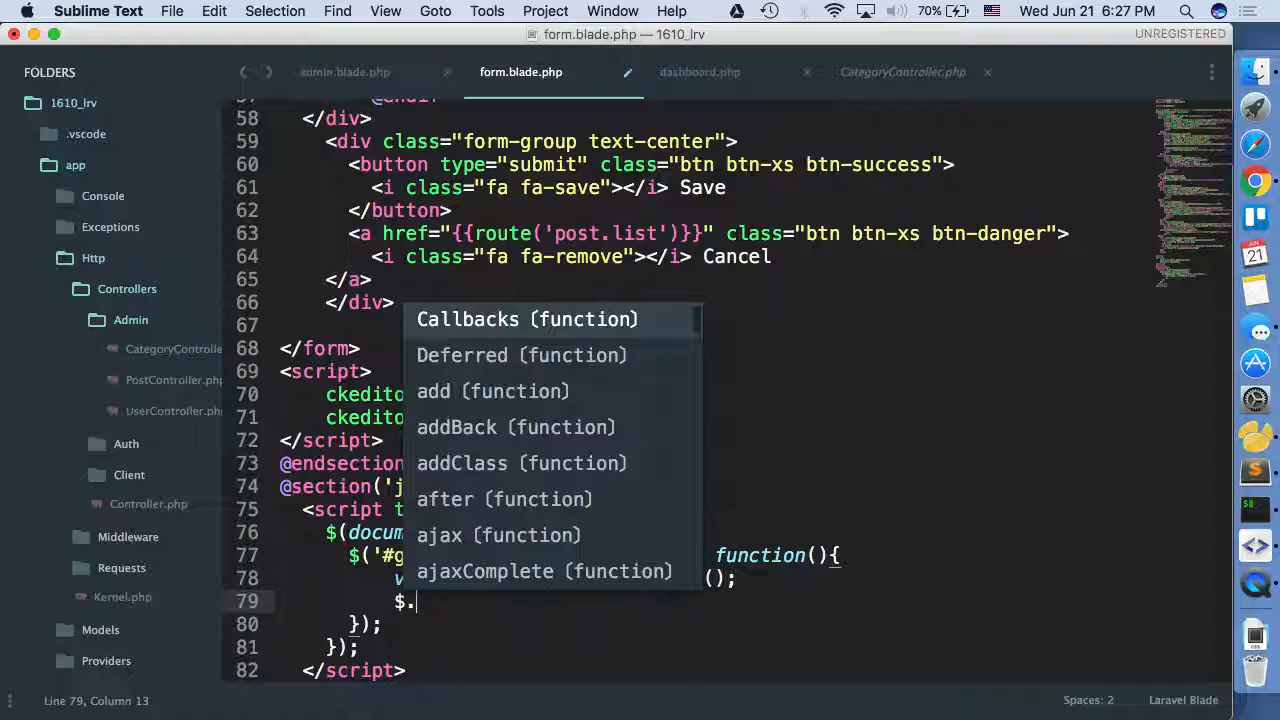 Sublime Text File Edit Selection Find View Goto Tools Project Window Help 70% Wed Jun 21 6:27 PM
form.blade.php — 1610_lrv UNREGISTERED
FOLDERS admin.blade.php form.blade.php dashboard.php CategoryController.php
1610_lrv
.vscode
app
Console
Exceptions
Http
Controllers
Admin
CategoryControlle
PostController.php
UserController.ph
Auth
Client
Controller.php
Middleware
Requests
Kernel.php
Models
Providers
57 @endif
58 </div>
59 <div class="form-group text-center">
60 <button type="submit" class="btn btn-xs btn-success">
61 <i class="fa fa-save"></i> Save
62 </button>
63 <a href="{{route('post.list')}}" class="btn btn-xs btn-danger">
64 <i class="fa fa-remove"></i> Cancel
65 </a>
66 </div>
67
68 </form>
69 <script>
70 ckedito
71 ckedito
72 </script>
73 @endsection
74 @section('j
75 <script t
76 $(docum
77 $('#g function(){
78 v ();
79 $.
80 });
81 });
82 </script>
Callbacks (function)
Deferred (function)
add (function)
addBack (function)
addClass (function)
after (function)
ajax (function)
ajaxComplete (function)
Line 79, Column 13 Spaces: 2 Laravel Blade